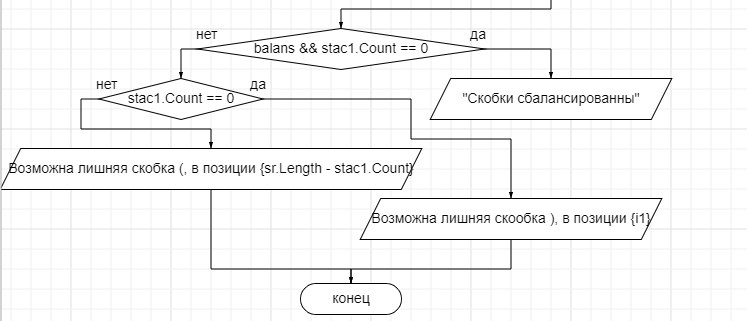 нет
да
balans && stac1.Count == 0
нет
да
stac1.Count == 0
"Скобки сбалансированны"
Возможна лишняя скобка (, в позиции {sr.Length - stac1.Count}
Возможна лишняя скообка ), в позиции {i1}
конец